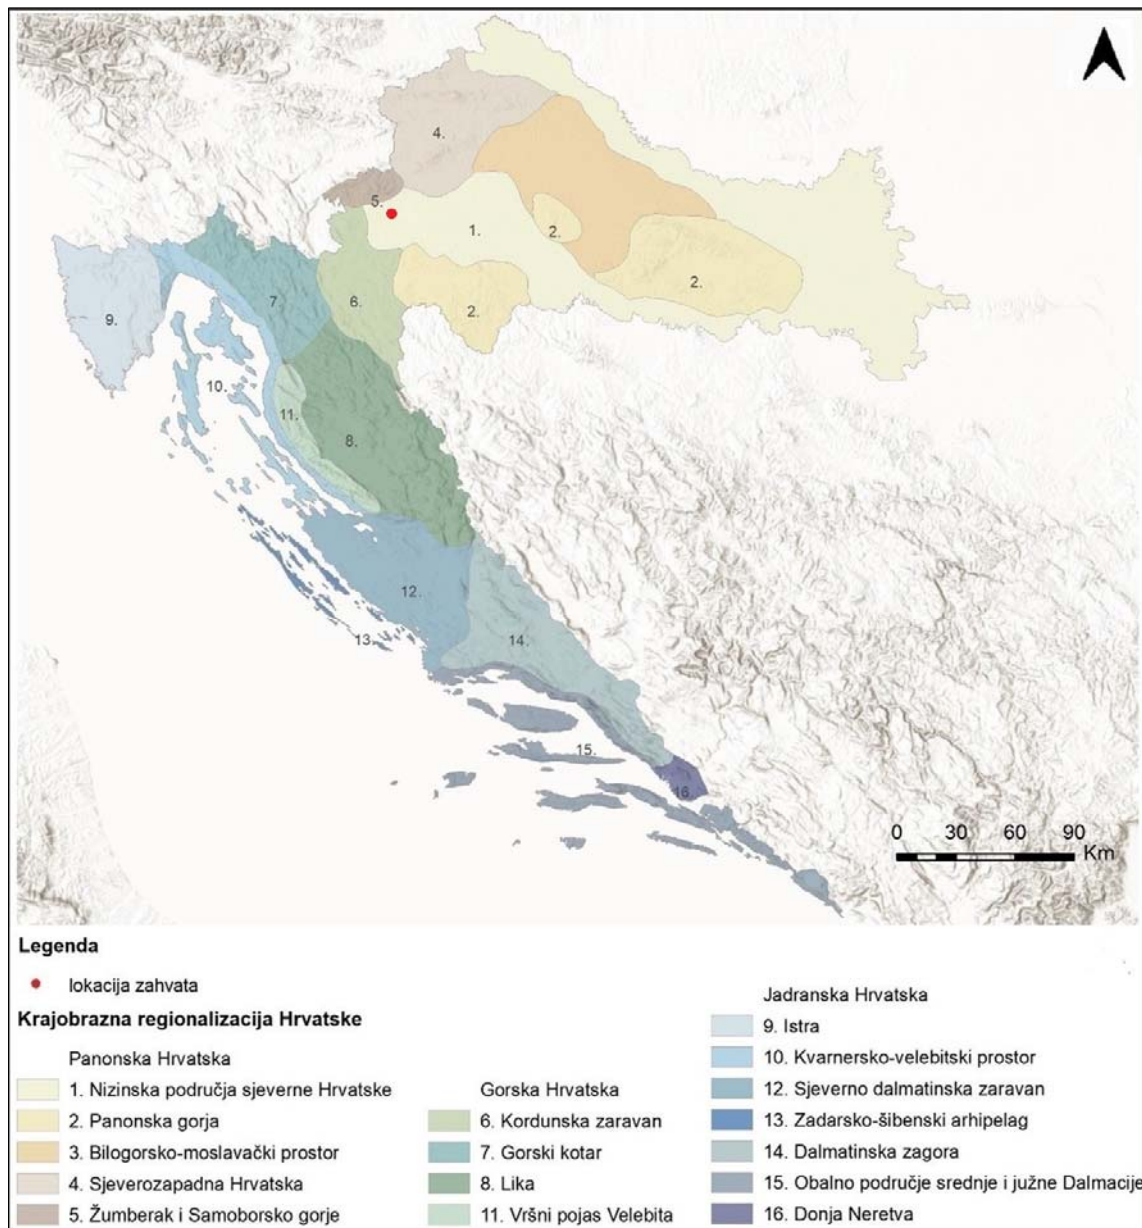 4.
5.
1.
2.
2.
6.
2.
7.
9.
10.
11.
8.
12.
13.
14.
15.
16.
0 30 60 90
Km
Legenda
lokacija zahvata
Krajobrazna regionalizacija Hrvatske
Panonska Hrvatska
1. Nizinska područja sjeverne Hrvatske
2. Panonska gorja
3. Bilogorsko-moslavački prostor
4. Sjeverozapadna Hrvatska
5. Žumberak i Samoborsko gorje
Gorska Hrvatska
6. Kordunska zaravan
7. Gorski kotar
8. Lika
11. Vršni pojas Velebita
Jadranska Hrvatska
9. Istra
10. Kvarnersko-velebitski prostor
12. Sjeverno dalmatinska zaravan
13. Zadarsko-šibenski arhipelag
14. Dalmatinska zagora
15. Obalno područje srednje i južne Dalmacije
16. Donja Neretva